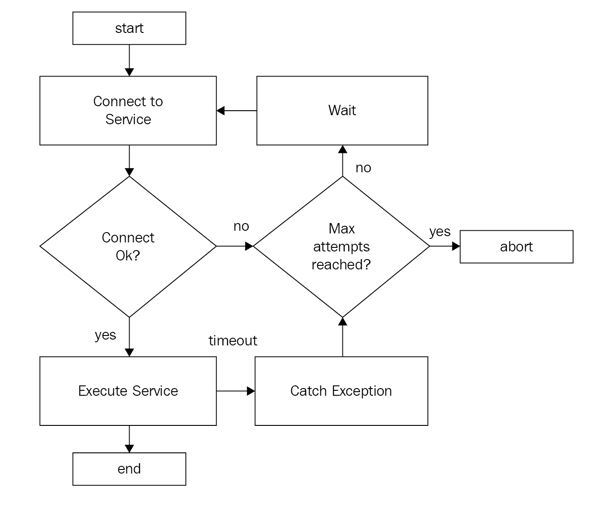 start
Connect to
Service
Wait
no
Connect
Ok?
no
Max
attempts
reached?
yes
abort
yes
timeout
Execute Service
Catch Exception
end